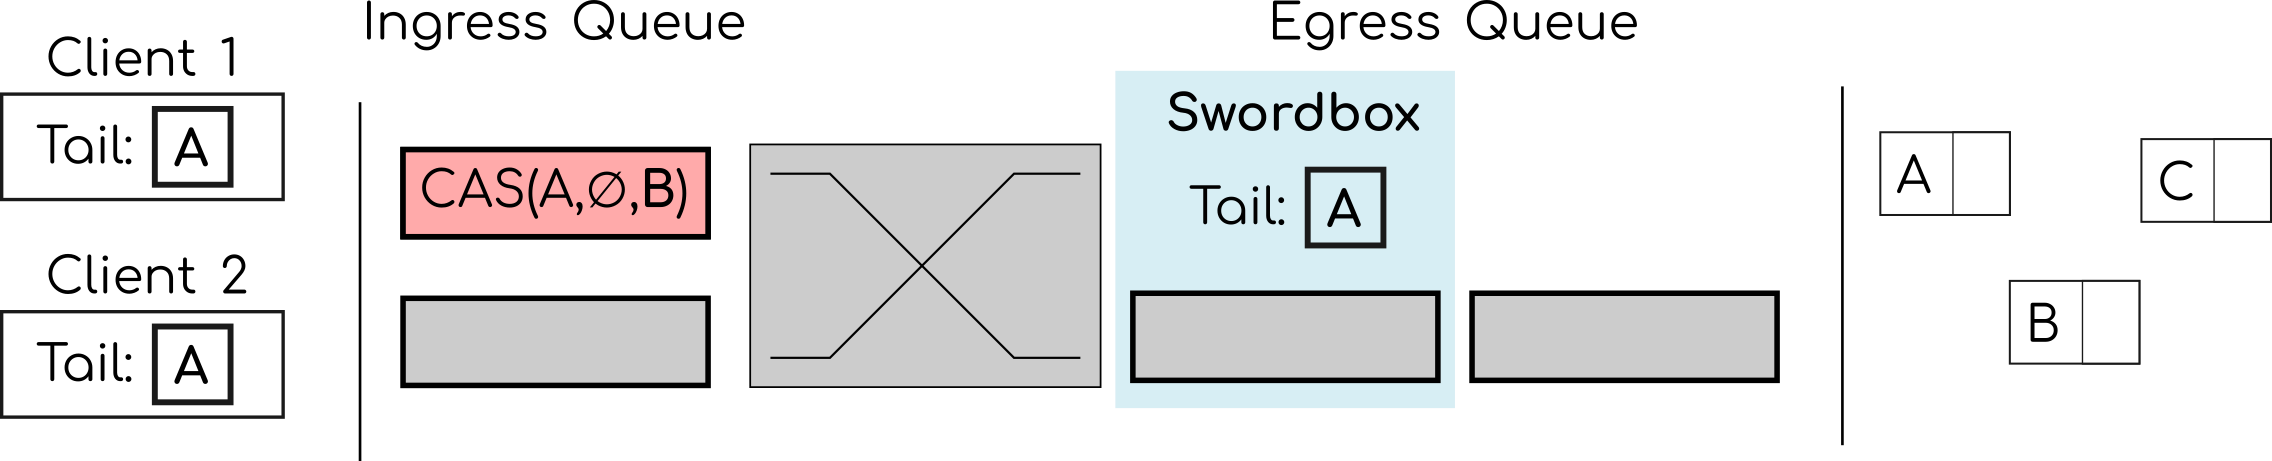 Ingress Queue
Egress Queue
Client 1
Tail: A
Client 2
Tail: A
CAS(A,∅,B)
Swordbox
Tail: A
A
C
B